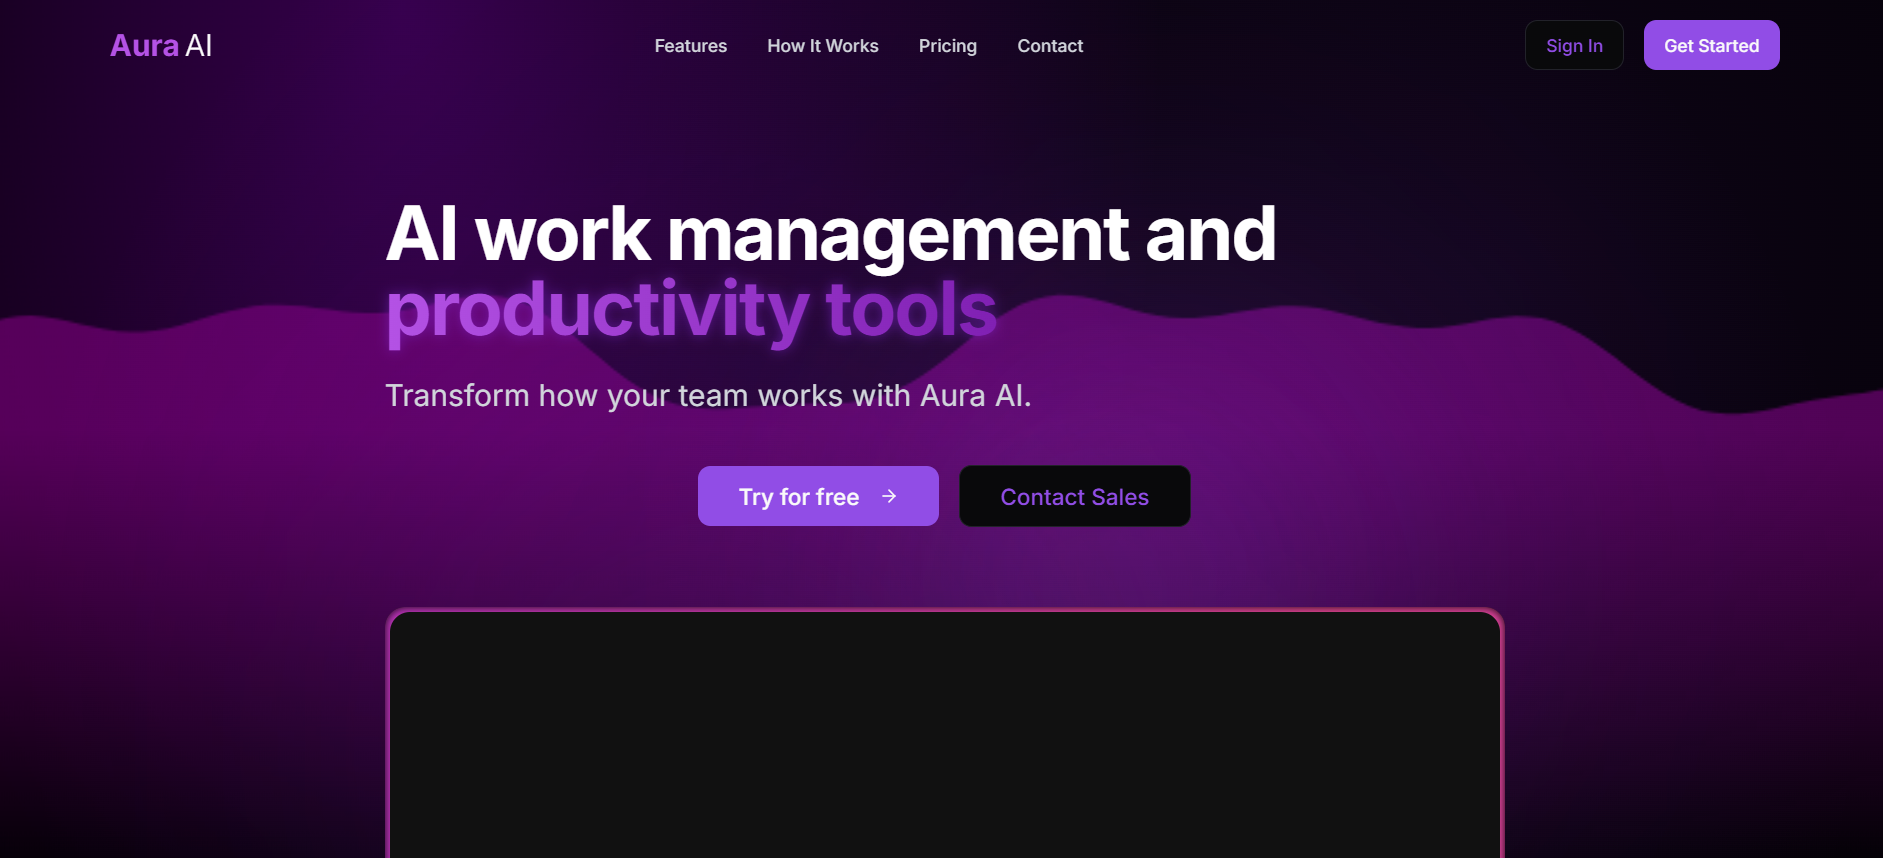 Aura AI
Features
How It Works
Pricing
Contact
Sign In
Get Started
AI work management and
productivity tools
Transform how your team works with Aura AI.
Try for free →
Contact Sales